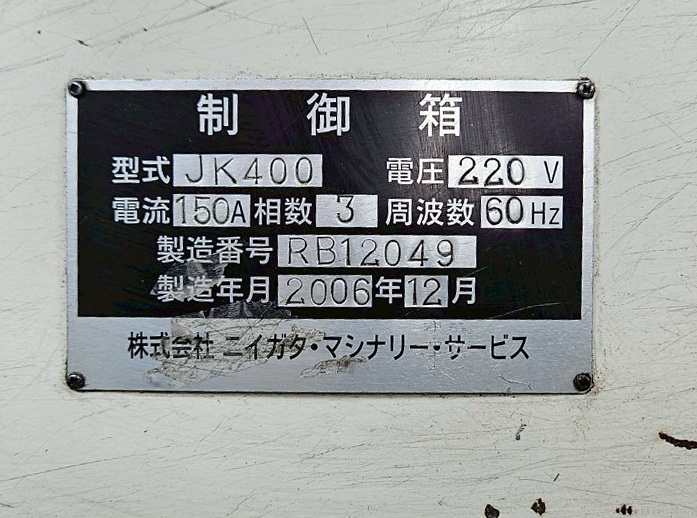 制御箱
型式 JK400 電圧 220 V
電流 150A 相数 3 周波数 60Hz
製造番号 RB12049
製造年月 2006年12月
株式会社 ニイガタ・マシナリー・サービス